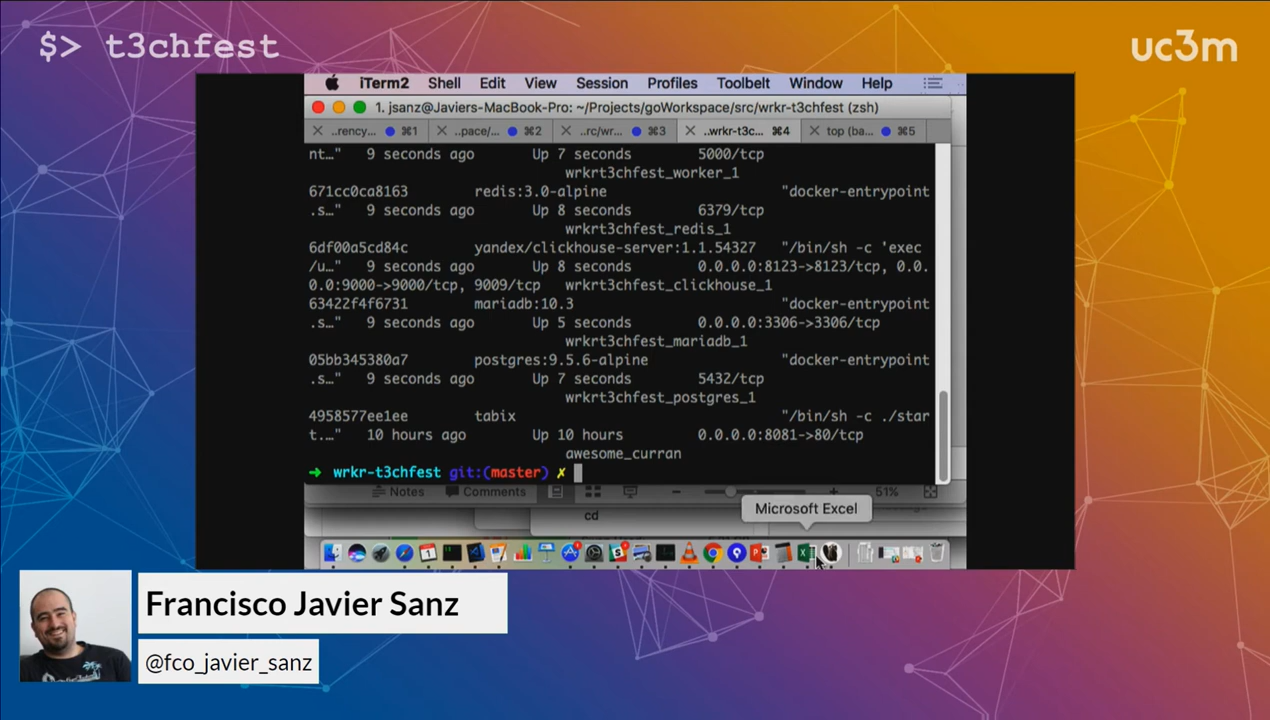 $> t3chfest
uc3m
iTerm2 Shell Edit View Session Profiles Toolbelt Window Help
1. jsanz@Javiers-MacBook-Pro: ~/Projects/goWorkspace/src/wrkr-t3chfest (zsh)
..rency... ⌘1 ..pace/... ⌘2 ..rc/wr... ⌘3 ..wrkr-t3c... ⌘4 top (ba... ⌘5
nt…" 9 seconds ago Up 7 seconds 5000/tcp
wrkrt3chfest_worker_1
671cc0ca8163 redis:3.0-alpine "docker-entrypoint
.s…" 9 seconds ago Up 8 seconds 6379/tcp
wrkrt3chfest_redis_1
6df00a5cd84c yandex/clickhouse-server:1.1.54327 "/bin/sh -c 'exec
/u…" 9 seconds ago Up 8 seconds 0.0.0.0:8123->8123/tcp, 0.0.
0.0:9000->9000/tcp, 9009/tcp wrkrt3chfest_clickhouse_1
63422f4f6731 mariadb:10.3 "docker-entrypoint
.s…" 9 seconds ago Up 5 seconds 0.0.0.0:3306->3306/tcp
wrkrt3chfest_mariadb_1
05bb345380a7 postgres:9.5.6-alpine "docker-entrypoint
.s…" 9 seconds ago Up 7 seconds 5432/tcp
wrkrt3chfest_postgres_1
4958577ee1ee tabix "/bin/sh -c ./star
t.…" 10 hours ago Up 10 hours 0.0.0.0:8081->80/tcp
awesome_curran
➜ wrkr-t3chfest git:(master) ✗
Notes Comments 51%
Microsoft Excel
cd
Francisco Javier Sanz
@fco_javier_sanz